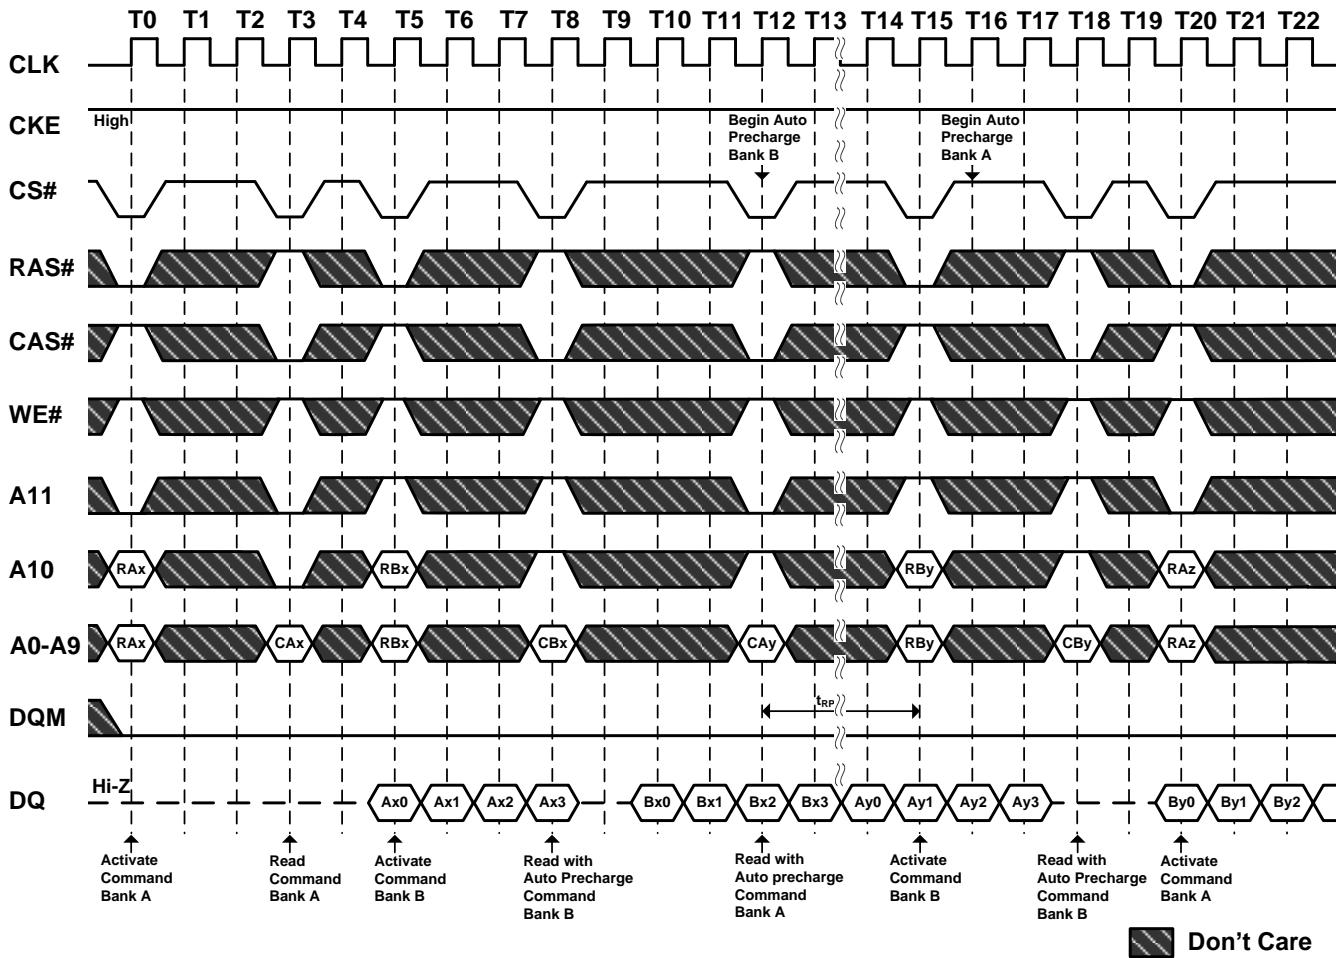 T0 T1 T2 T3 T4 T5 T6 T7 T8 T9 T10 T11 T12 T13 T14 T15 T16 T17 T18 T19 T20 T21 T22
CLK
CKE
High
Begin Auto
Precharge
Bank B
Begin Auto
Precharge
Bank A
CS#
RAS#
CAS#
WE#
A11
A10
RAx RBx RBy RAz
A0-A9
RAx CAx RBx CBx CAy RBy CBy RAz
DQM
tRP
DQ
Hi-Z
Ax0 Ax1 Ax2 Ax3 Bx0 Bx1 Bx2 Bx3 Ay0 Ay1 Ay2 Ay3 By0 By1 By2
Activate
Command
Bank A
Read
Command
Bank A
Activate
Command
Bank B
Read with
Auto Precharge
Command
Bank B
Read with
Auto precharge
Command
Bank A
Activate
Command
Bank B
Read with
Auto Precharge
Command
Bank B
Activate
Command
Bank A
Don't Care